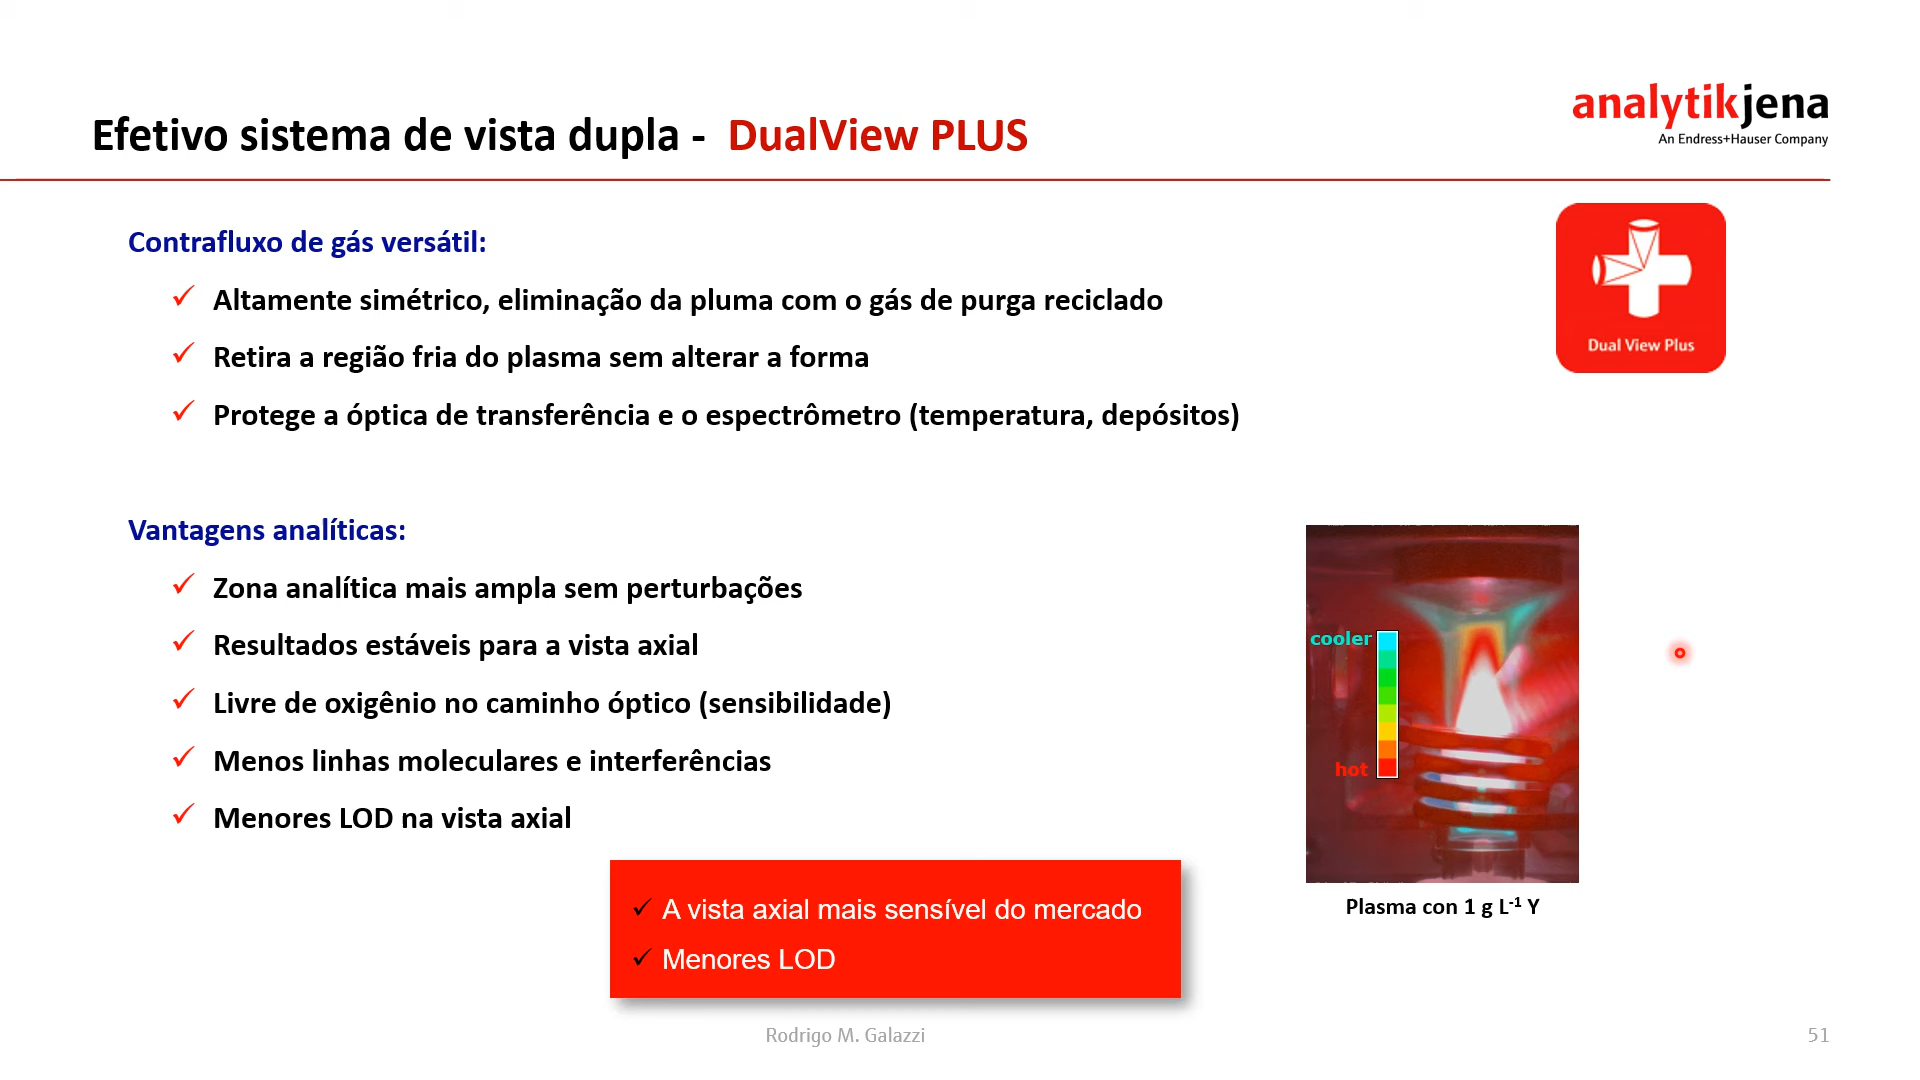 analytikjena
An Endress+Hauser Company
Efetivo sistema de vista dupla - DualView PLUS
Contrafluxo de gás versátil:
Altamente simétrico, eliminação da pluma com o gás de purga reciclado
Retira a região fria do plasma sem alterar a forma
Protege a óptica de transferência e o espectrômetro (temperatura, depósitos)
Dual View Plus
Vantagens analíticas:
Zona analítica mais ampla sem perturbações
Resultados estáveis para a vista axial
Livre de oxigênio no caminho óptico (sensibilidade)
Menos linhas moleculares e interferências
Menores LOD na vista axial
cooler
hot
Plasma con 1 g L⁻¹ Y
A vista axial mais sensível do mercado
Menores LOD
Rodrigo M. Galazzi
51